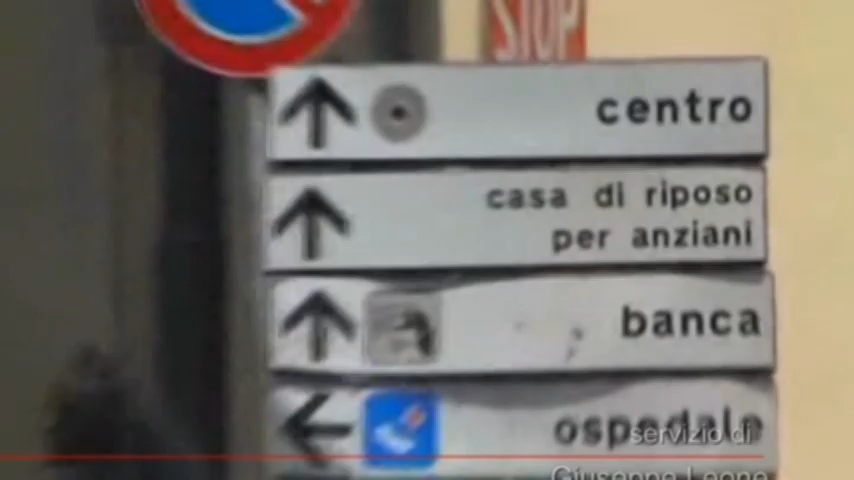 STOP
centro
casa di riposo
per anziani
banca
ospedale
servizio di
Giuseppe Leone